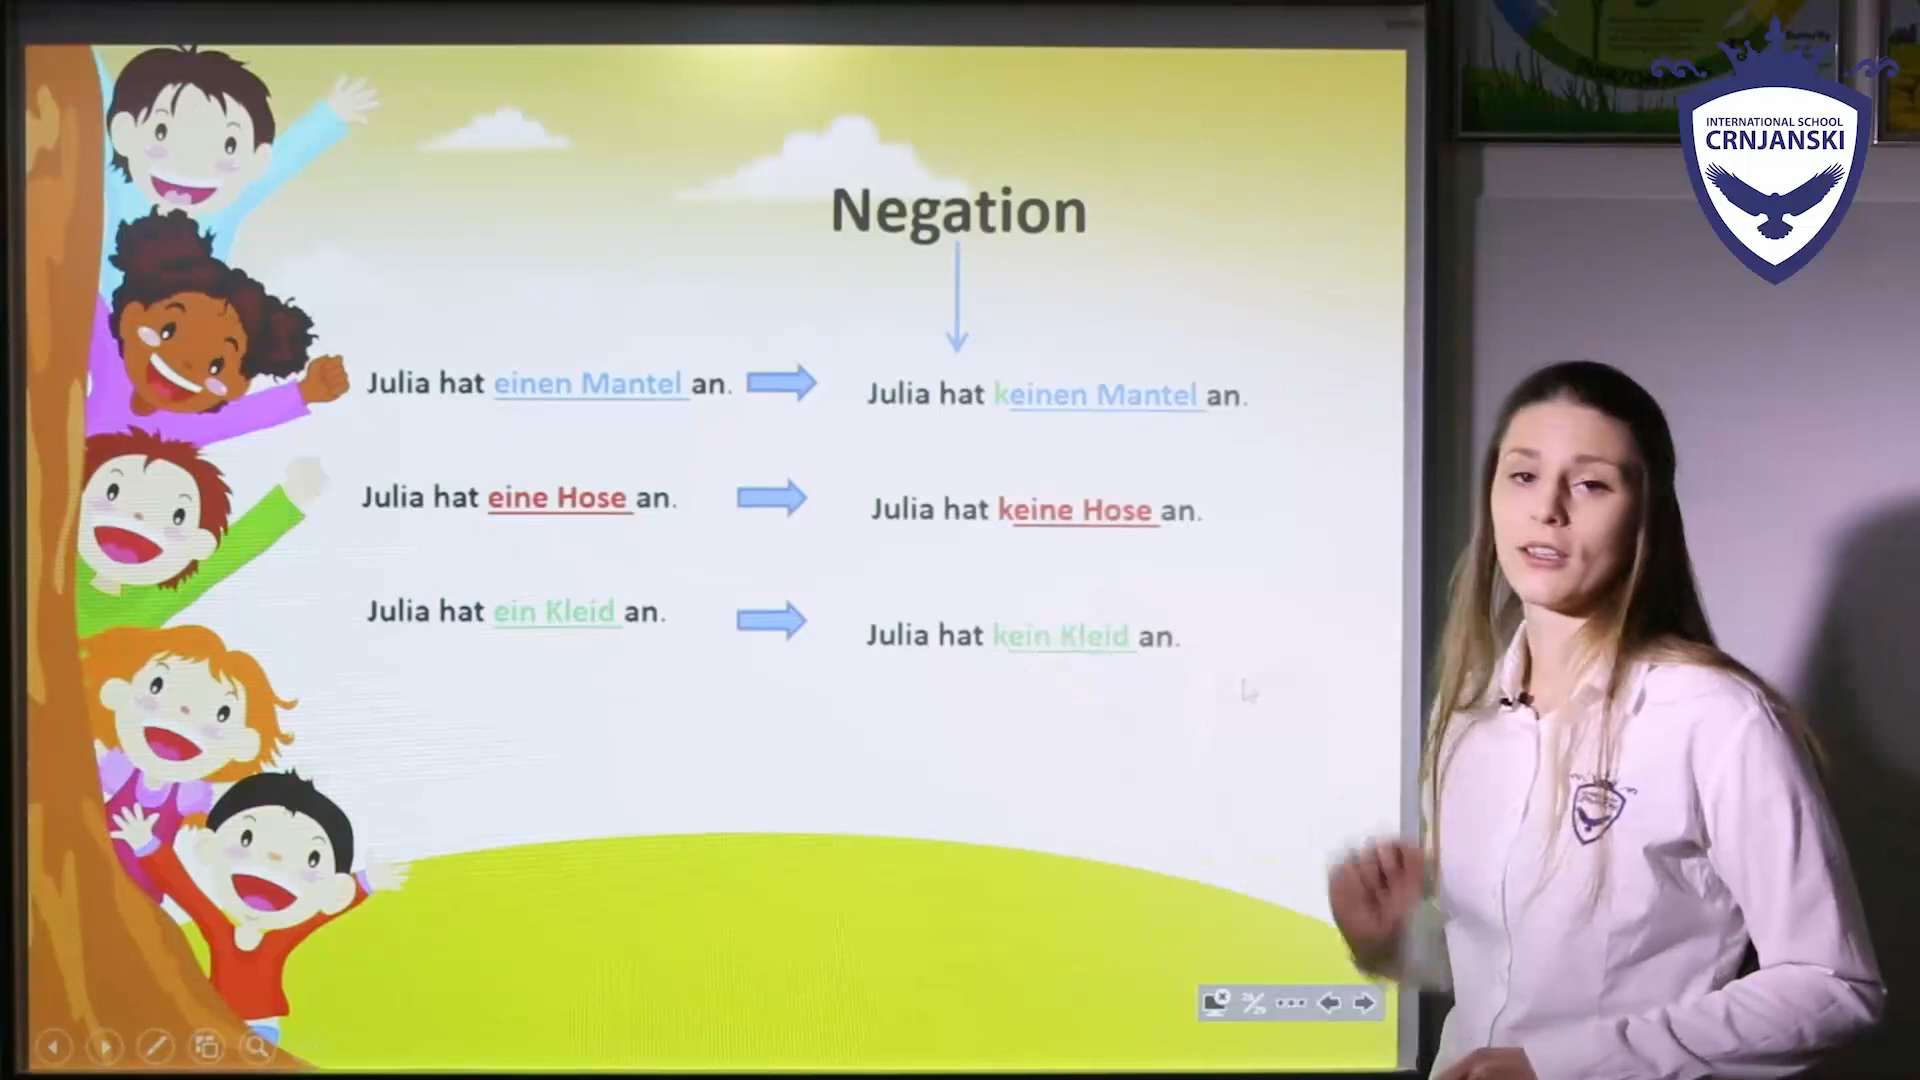 INTERNATIONAL SCHOOL
CRNJANSKI
Negation
Julia hat einen Mantel an.
Julia hat keinen Mantel an.
Julia hat eine Hose an.
Julia hat keine Hose an.
Julia hat ein Kleid an.
Julia hat kein Kleid an.